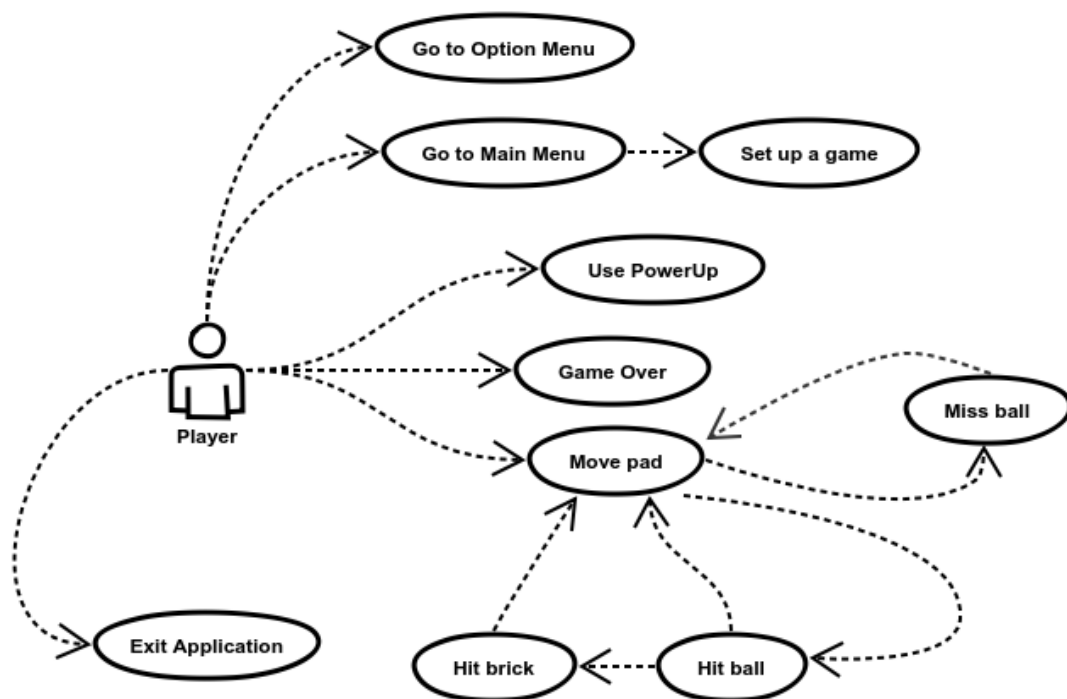 Go to Option Menu
Go to Main Menu
Set up a game
Use PowerUp
Game Over
Miss ball
Player
Move pad
Exit Application
Hit brick
Hit ball